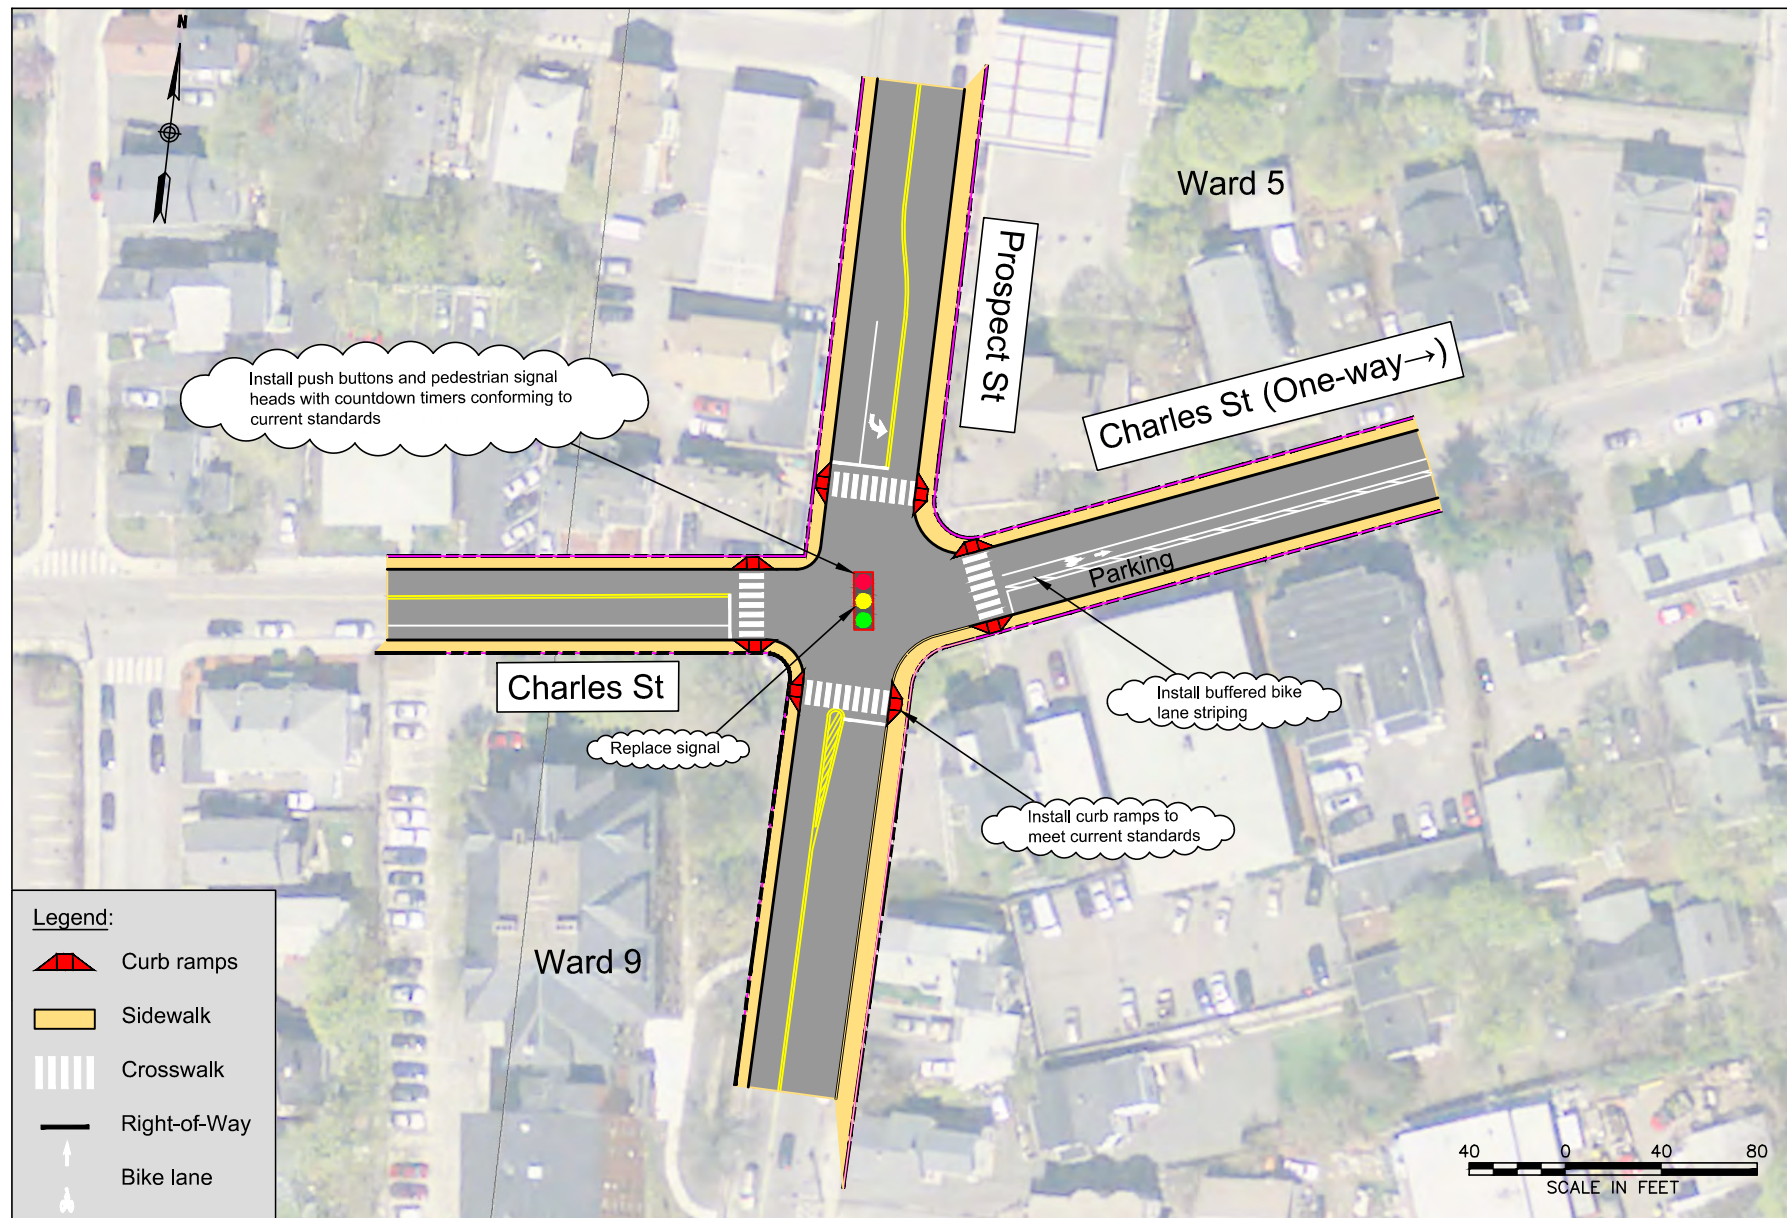 N
Ward 5
Prospect St
Charles St (One-way→)
Install push buttons and pedestrian signal
heads with countdown timers conforming to
current standards
Parking
Charles St
Install buffered bike
lane striping
Replace signal
Install curb ramps to
meet current standards
Ward 9
Legend:
Curb ramps
Sidewalk
Crosswalk
Right-of-Way
Bike lane
40 0 40 80
SCALE IN FEET